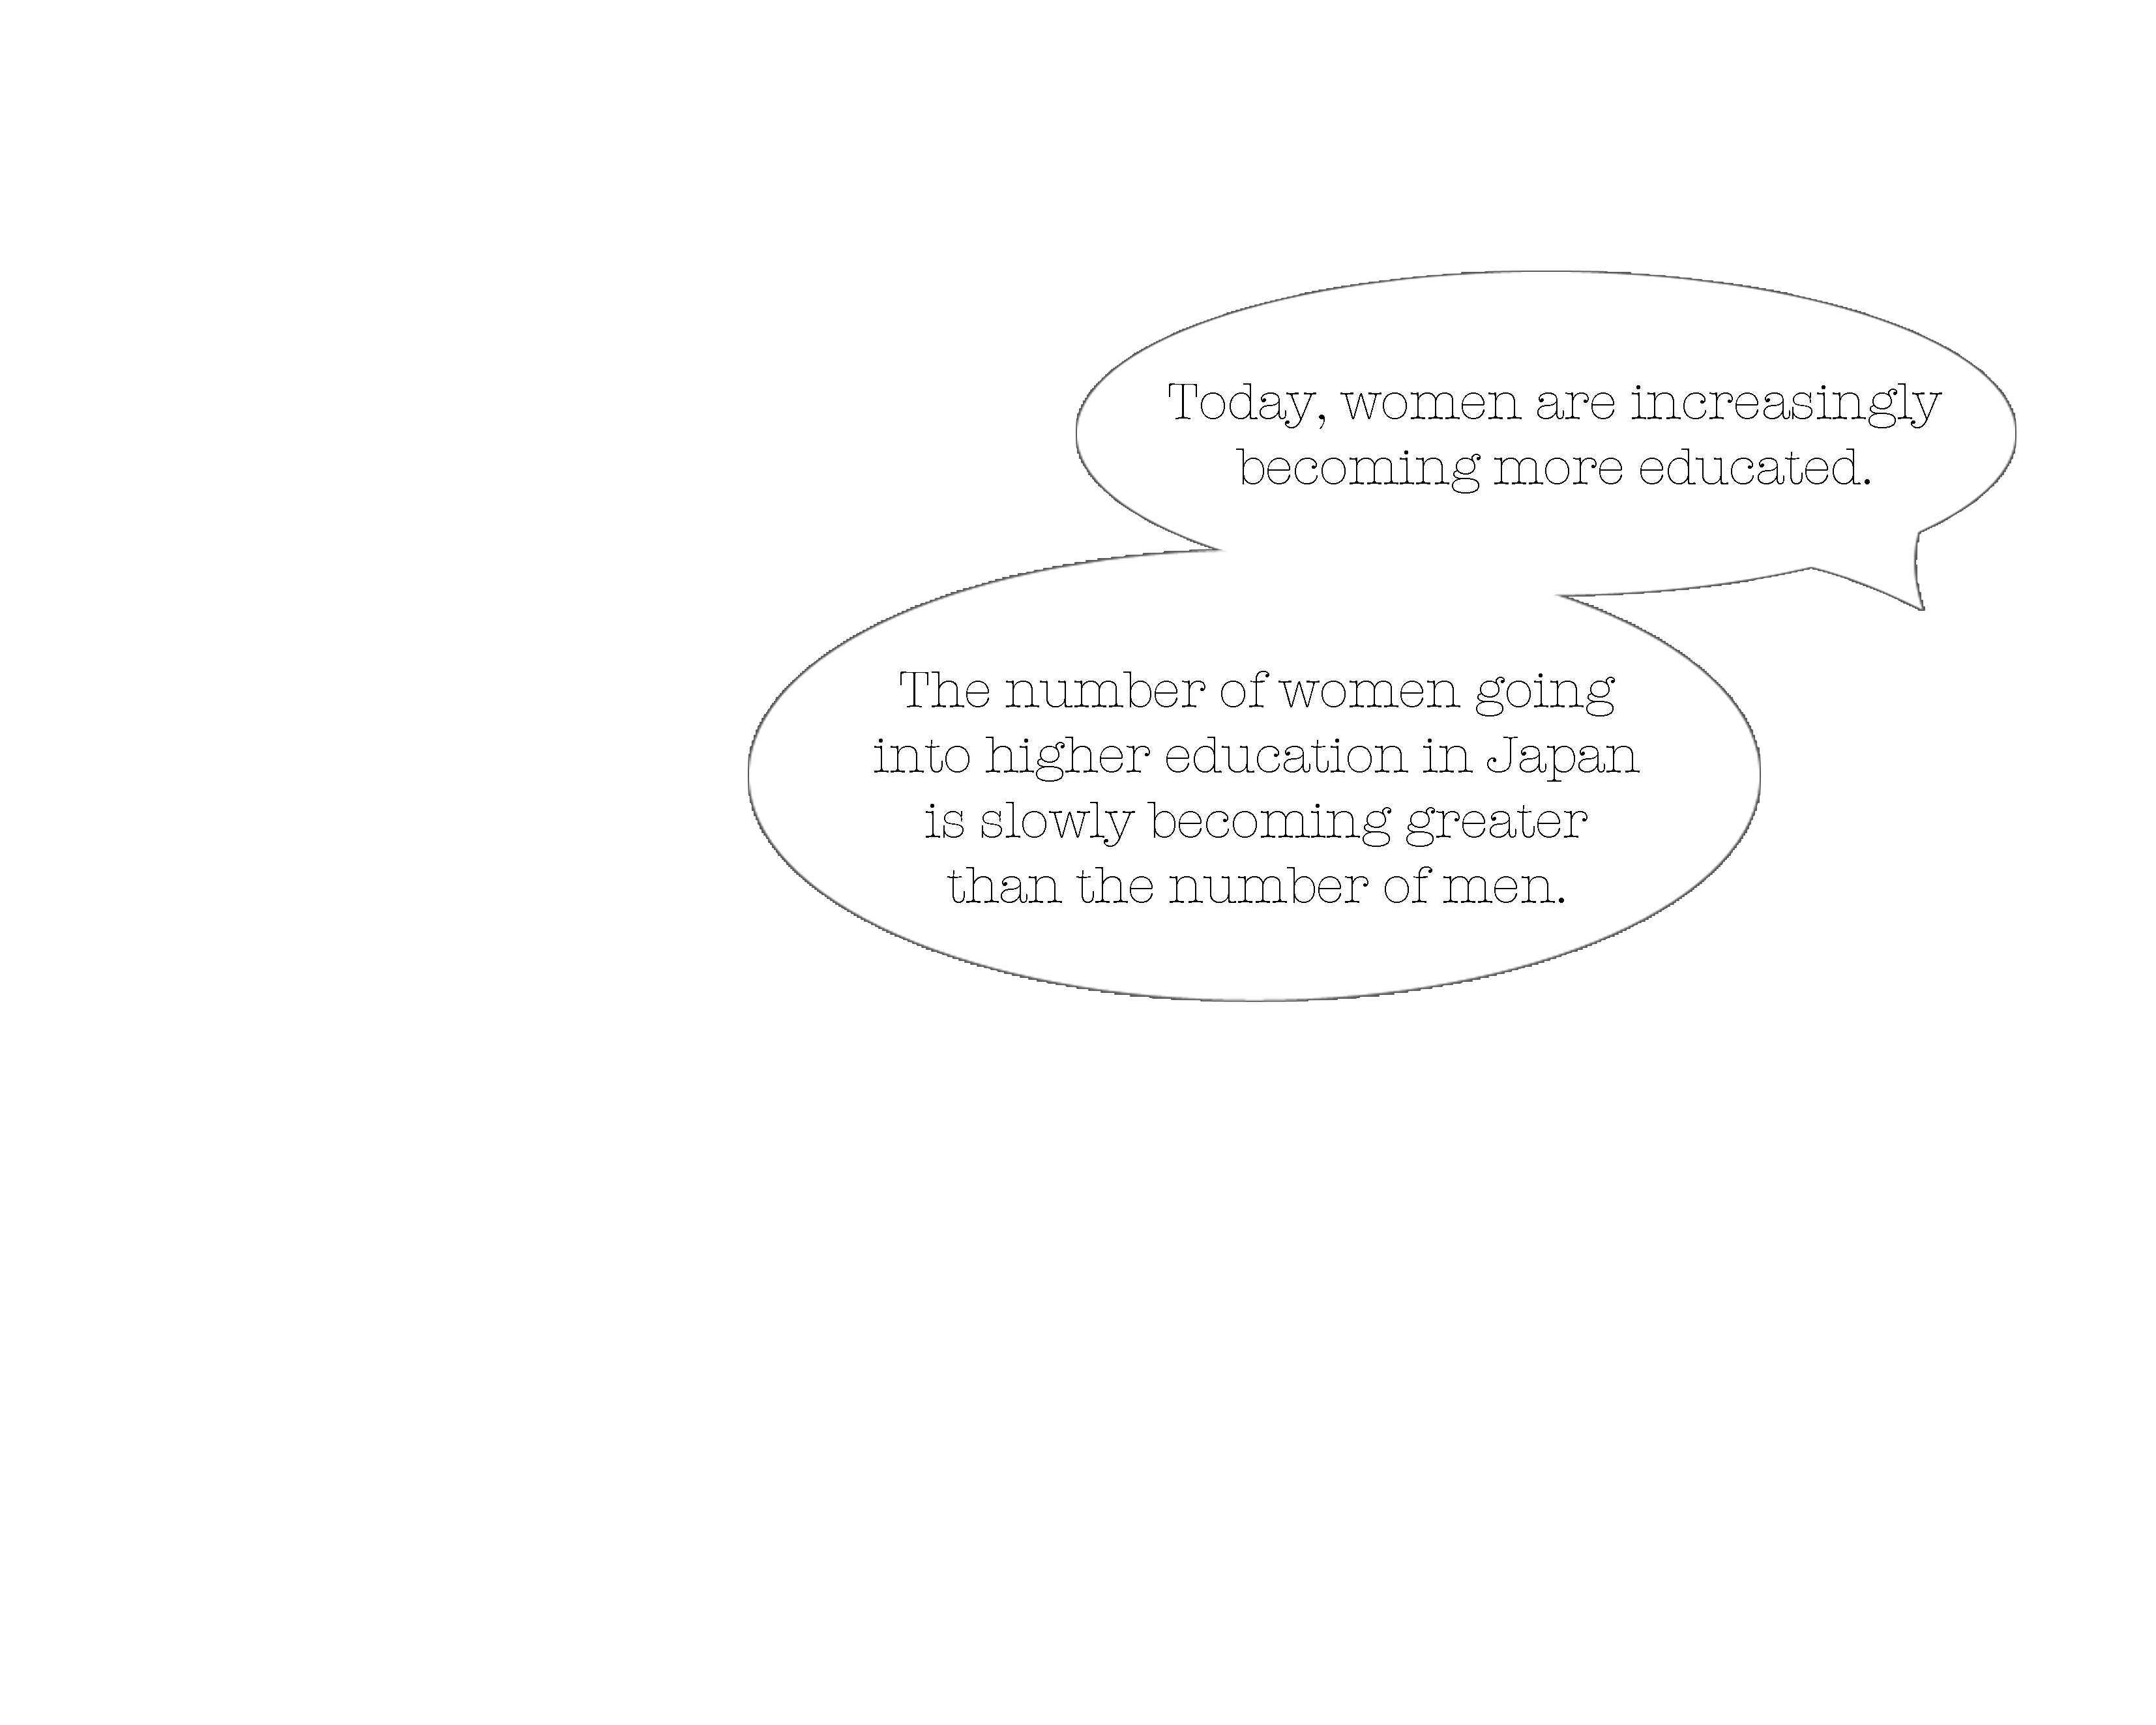 Today, women are increasingly
becoming more educated.
The number of women going
into higher education in Japan
is slowly becoming greater
than the number of men.